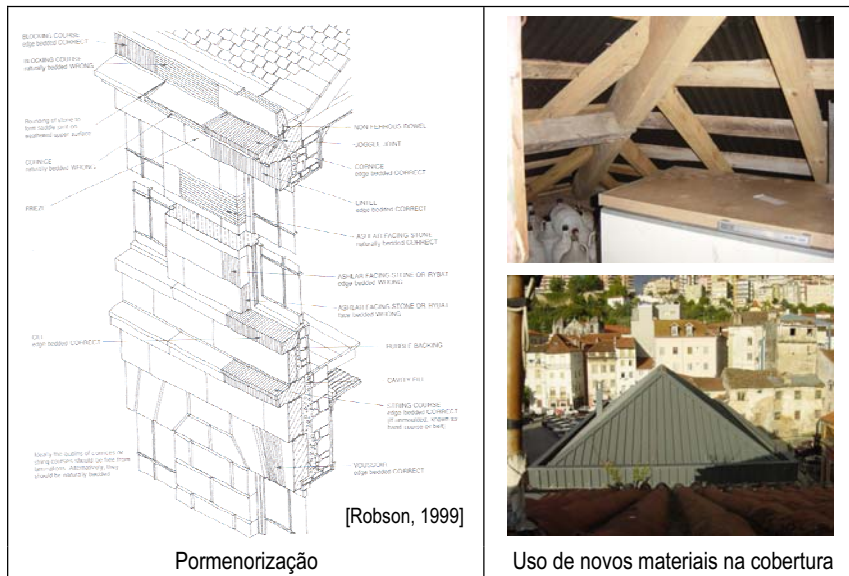 BLOCKING COURSE
edge bedded CORRECT
BLOCKING COURSE
naturally bedded WRONG
CORNICE
naturally bedded WRONG
FRIEZE
edge bedded CORRECT
NON FERROUS DOWEL
JOGGLE JOINT
CORNICE
edge bedded CORRECT
LINTEL
edge bedded CORRECT
ASHLAR FACING STONE
naturally bedded CORRECT
ASHLAR FACING STONE OR RYBAT
edge bedded WRONG
ASHLAR FACING STONE OR RYBAT
face bedded WRONG
RUBBLE BACKING
CAVITY FILL
STRING COURSE
edge bedded CORRECT
VOUSSOIR
edge bedded CORRECT
[Robson, 1999]
Pormenorização
Uso de novos materiais na cobertura